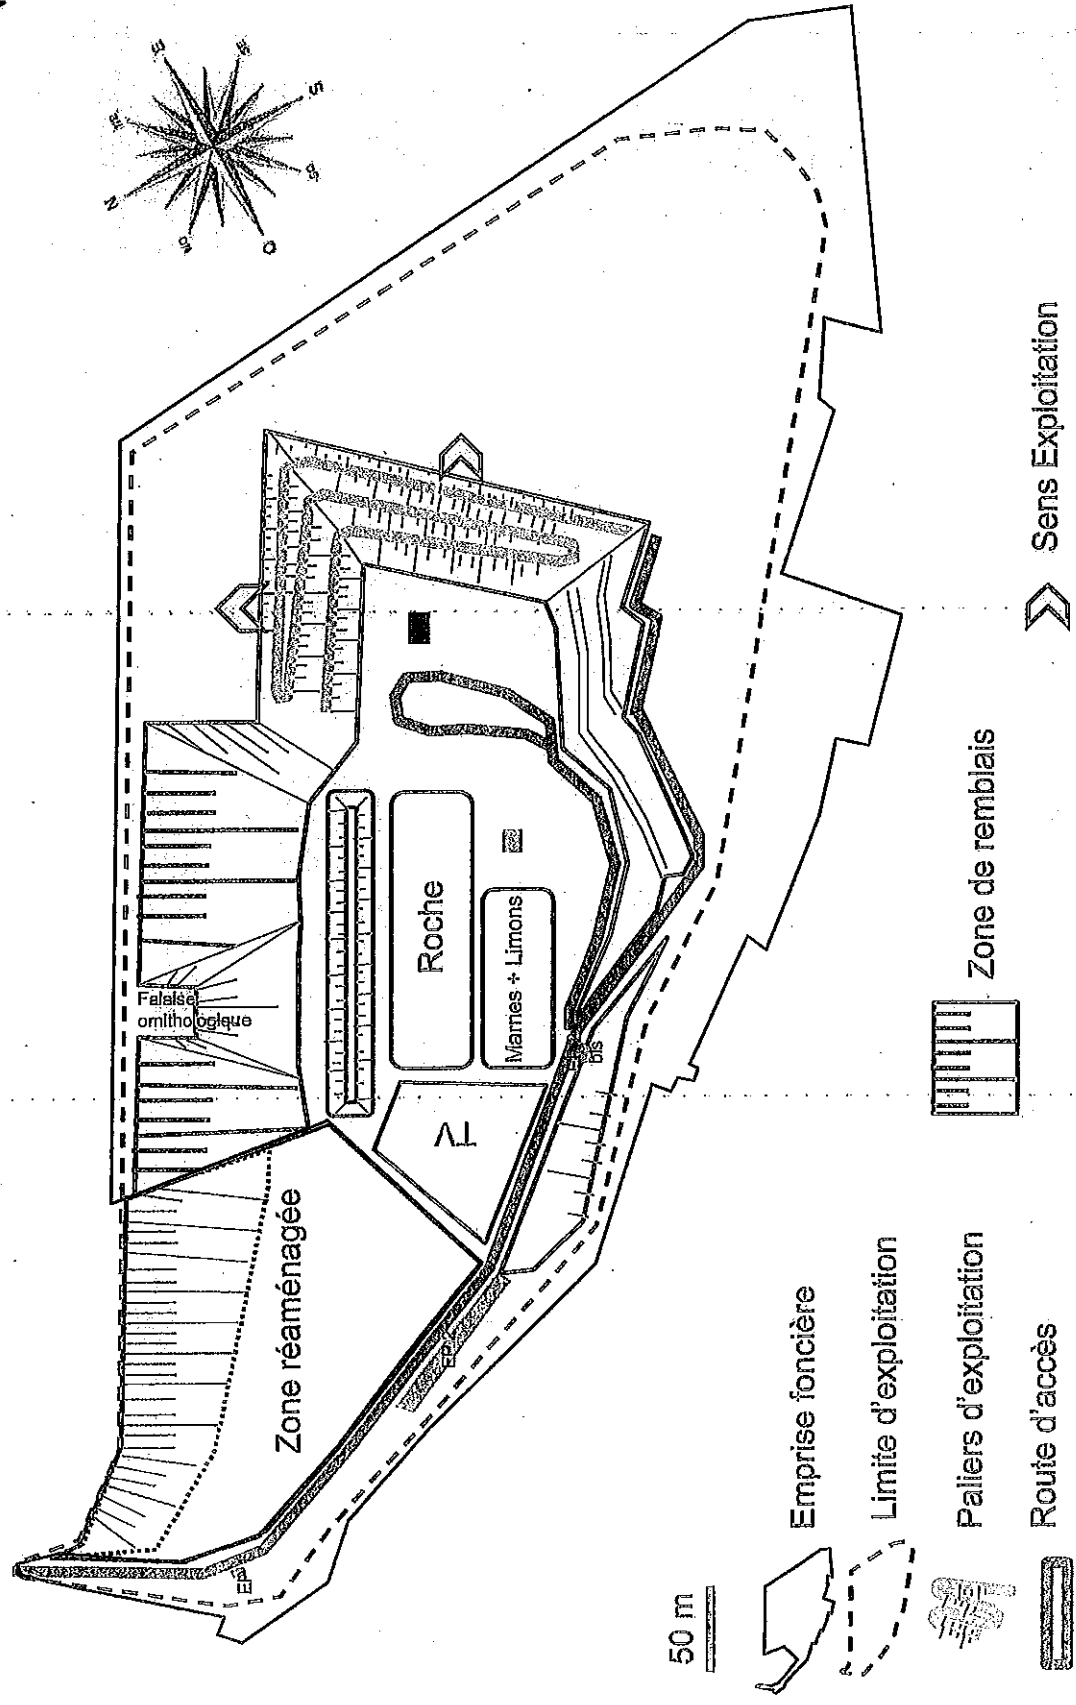 Falaise
ornithologique
Zone réaménagée
TV
Roche
Marnes + Limons
bis
N
E
S
O
50 m
Emprise foncière
Limite d'exploitation
Paliers d'exploitation
Route d'accès
Zone de remblais
Sens Exploitation